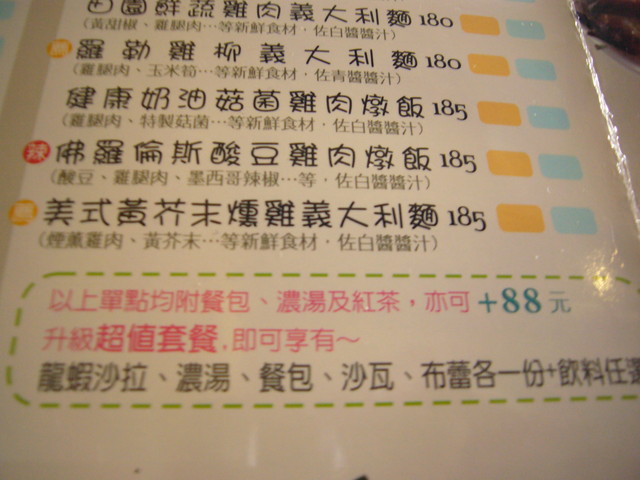 田園鮮蔬雞肉義大利麵 180
(黃甜椒、雞腿肉…等新鮮食材，佐白醬醬汁)
薦 羅勒雞柳義大利麵 180
(雞腿肉、玉米筍…等新鮮食材，佐青醬醬汁)
健康奶油菇菌雞肉燉飯 185
(雞腿肉、特製菇菌…等新鮮食材，佐白醬醬汁)
辣 佛羅倫斯酸豆雞肉燉飯 185
(酸豆、雞腿肉、墨西哥辣椒…等，佐白醬醬汁)
薦 美式黃芥末燻雞義大利麵 185
(煙薰雞肉、黃芥末…等新鮮食材，佐白醬醬汁)
以上單點均附餐包、濃湯及紅茶，亦可 +88 元
升級超值套餐，即可享有～
龍蝦沙拉、濃湯、餐包、沙瓦、布蕾各一份+飲料任選